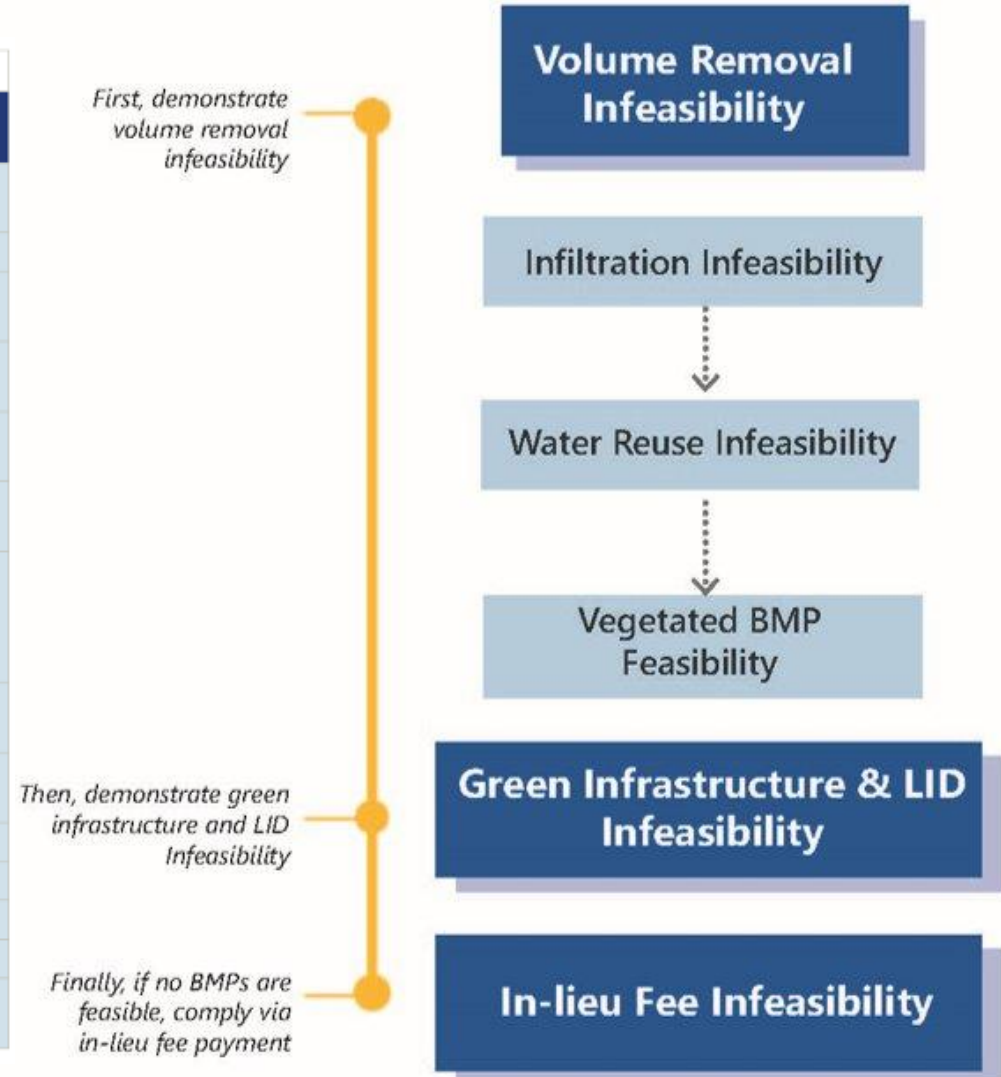 First, demonstrate
volume removal
infeasibility
Volume Removal
Infeasibility
Infiltration Infeasibility
Water Reuse Infeasibility
Vegetated BMP
Feasibility
Then, demonstrate green
infrastructure and LID
Infeasibility
Green Infrastructure & LID
Infeasibility
Finally, if no BMPs are
feasible, comply via
in-lieu fee payment
In-lieu Fee Infeasibility